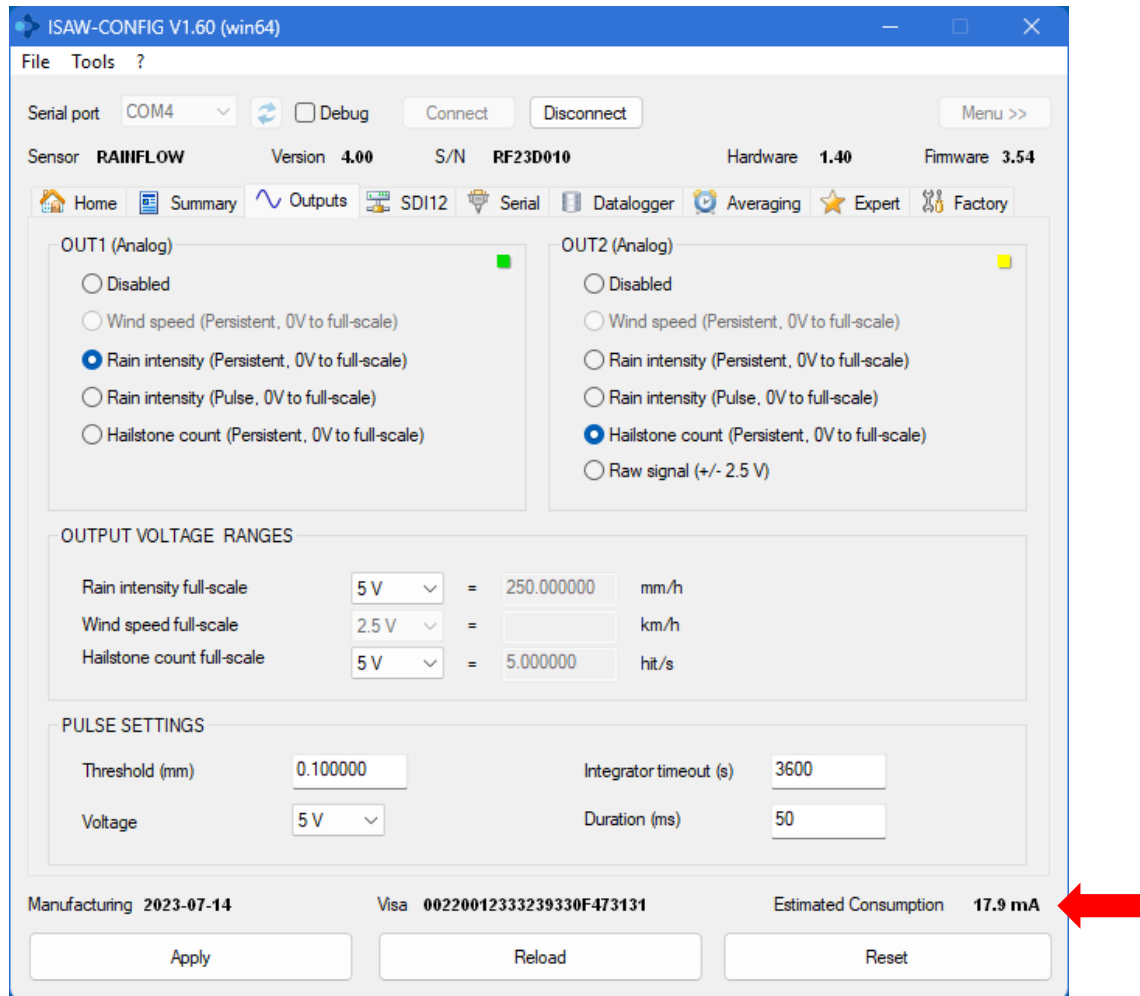 ISAW-CONFIG V1.60 (win64)
File Tools ?
Serial port COM4 Debug Connect Disconnect Menu >>
Sensor RAINFLOW Version 4.00 S/N RF23D010 Hardware 1.40 Firmware 3.54
Home Summary Outputs SDI12 Serial Datalogger Averaging Expert Factory
OUT1 (Analog)
Disabled
Wind speed (Persistent, 0V to full-scale)
Rain intensity (Persistent, 0V to full-scale)
Rain intensity (Pulse, 0V to full-scale)
Hailstone count (Persistent, 0V to full-scale)
OUT2 (Analog)
Disabled
Wind speed (Persistent, 0V to full-scale)
Rain intensity (Persistent, 0V to full-scale)
Rain intensity (Pulse, 0V to full-scale)
Hailstone count (Persistent, 0V to full-scale)
Raw signal (+/- 2.5 V)
OUTPUT VOLTAGE RANGES
Rain intensity full-scale 5 V = 250.000000 mm/h
Wind speed full-scale 2.5 V = km/h
Hailstone count full-scale 5 V = 5.000000 hit/s
PULSE SETTINGS
Threshold (mm) 0.100000 Integrator timeout (s) 3600
Voltage 5 V Duration (ms) 50
Manufacturing 2023-07-14 Visa 00220012333239330F473131 Estimated Consumption 17.9 mA
Apply Reload Reset